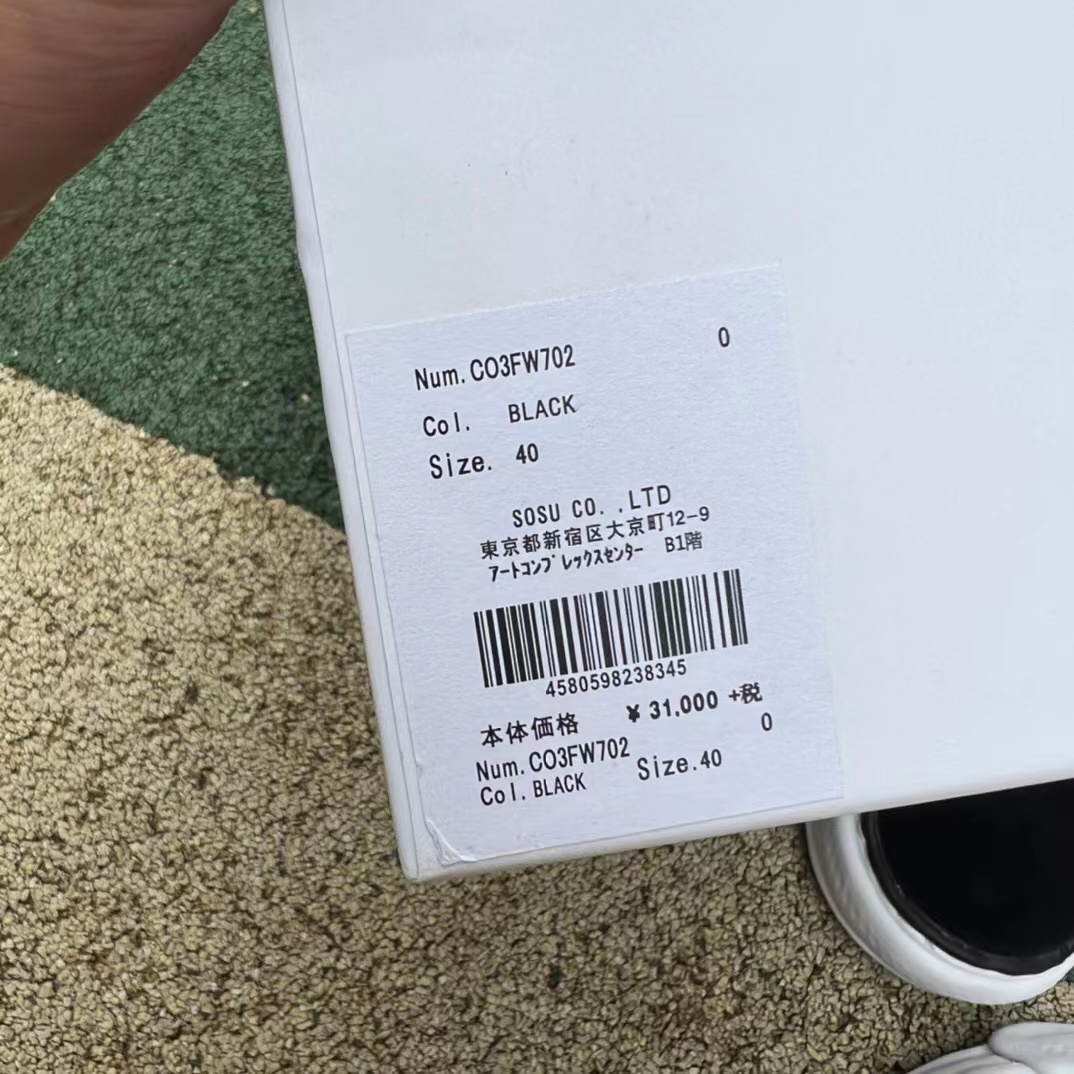 0
Num.CO3FW702
Col. BLACK
Size. 40
SOSU CO. .LTD
東京都新宿区大京町12-9
アートコンプレックスセンター B1階
4580598238345
本体価格 ¥ 31,000 +税
0
Num.CO3FW702 Size.40
Col.BLACK